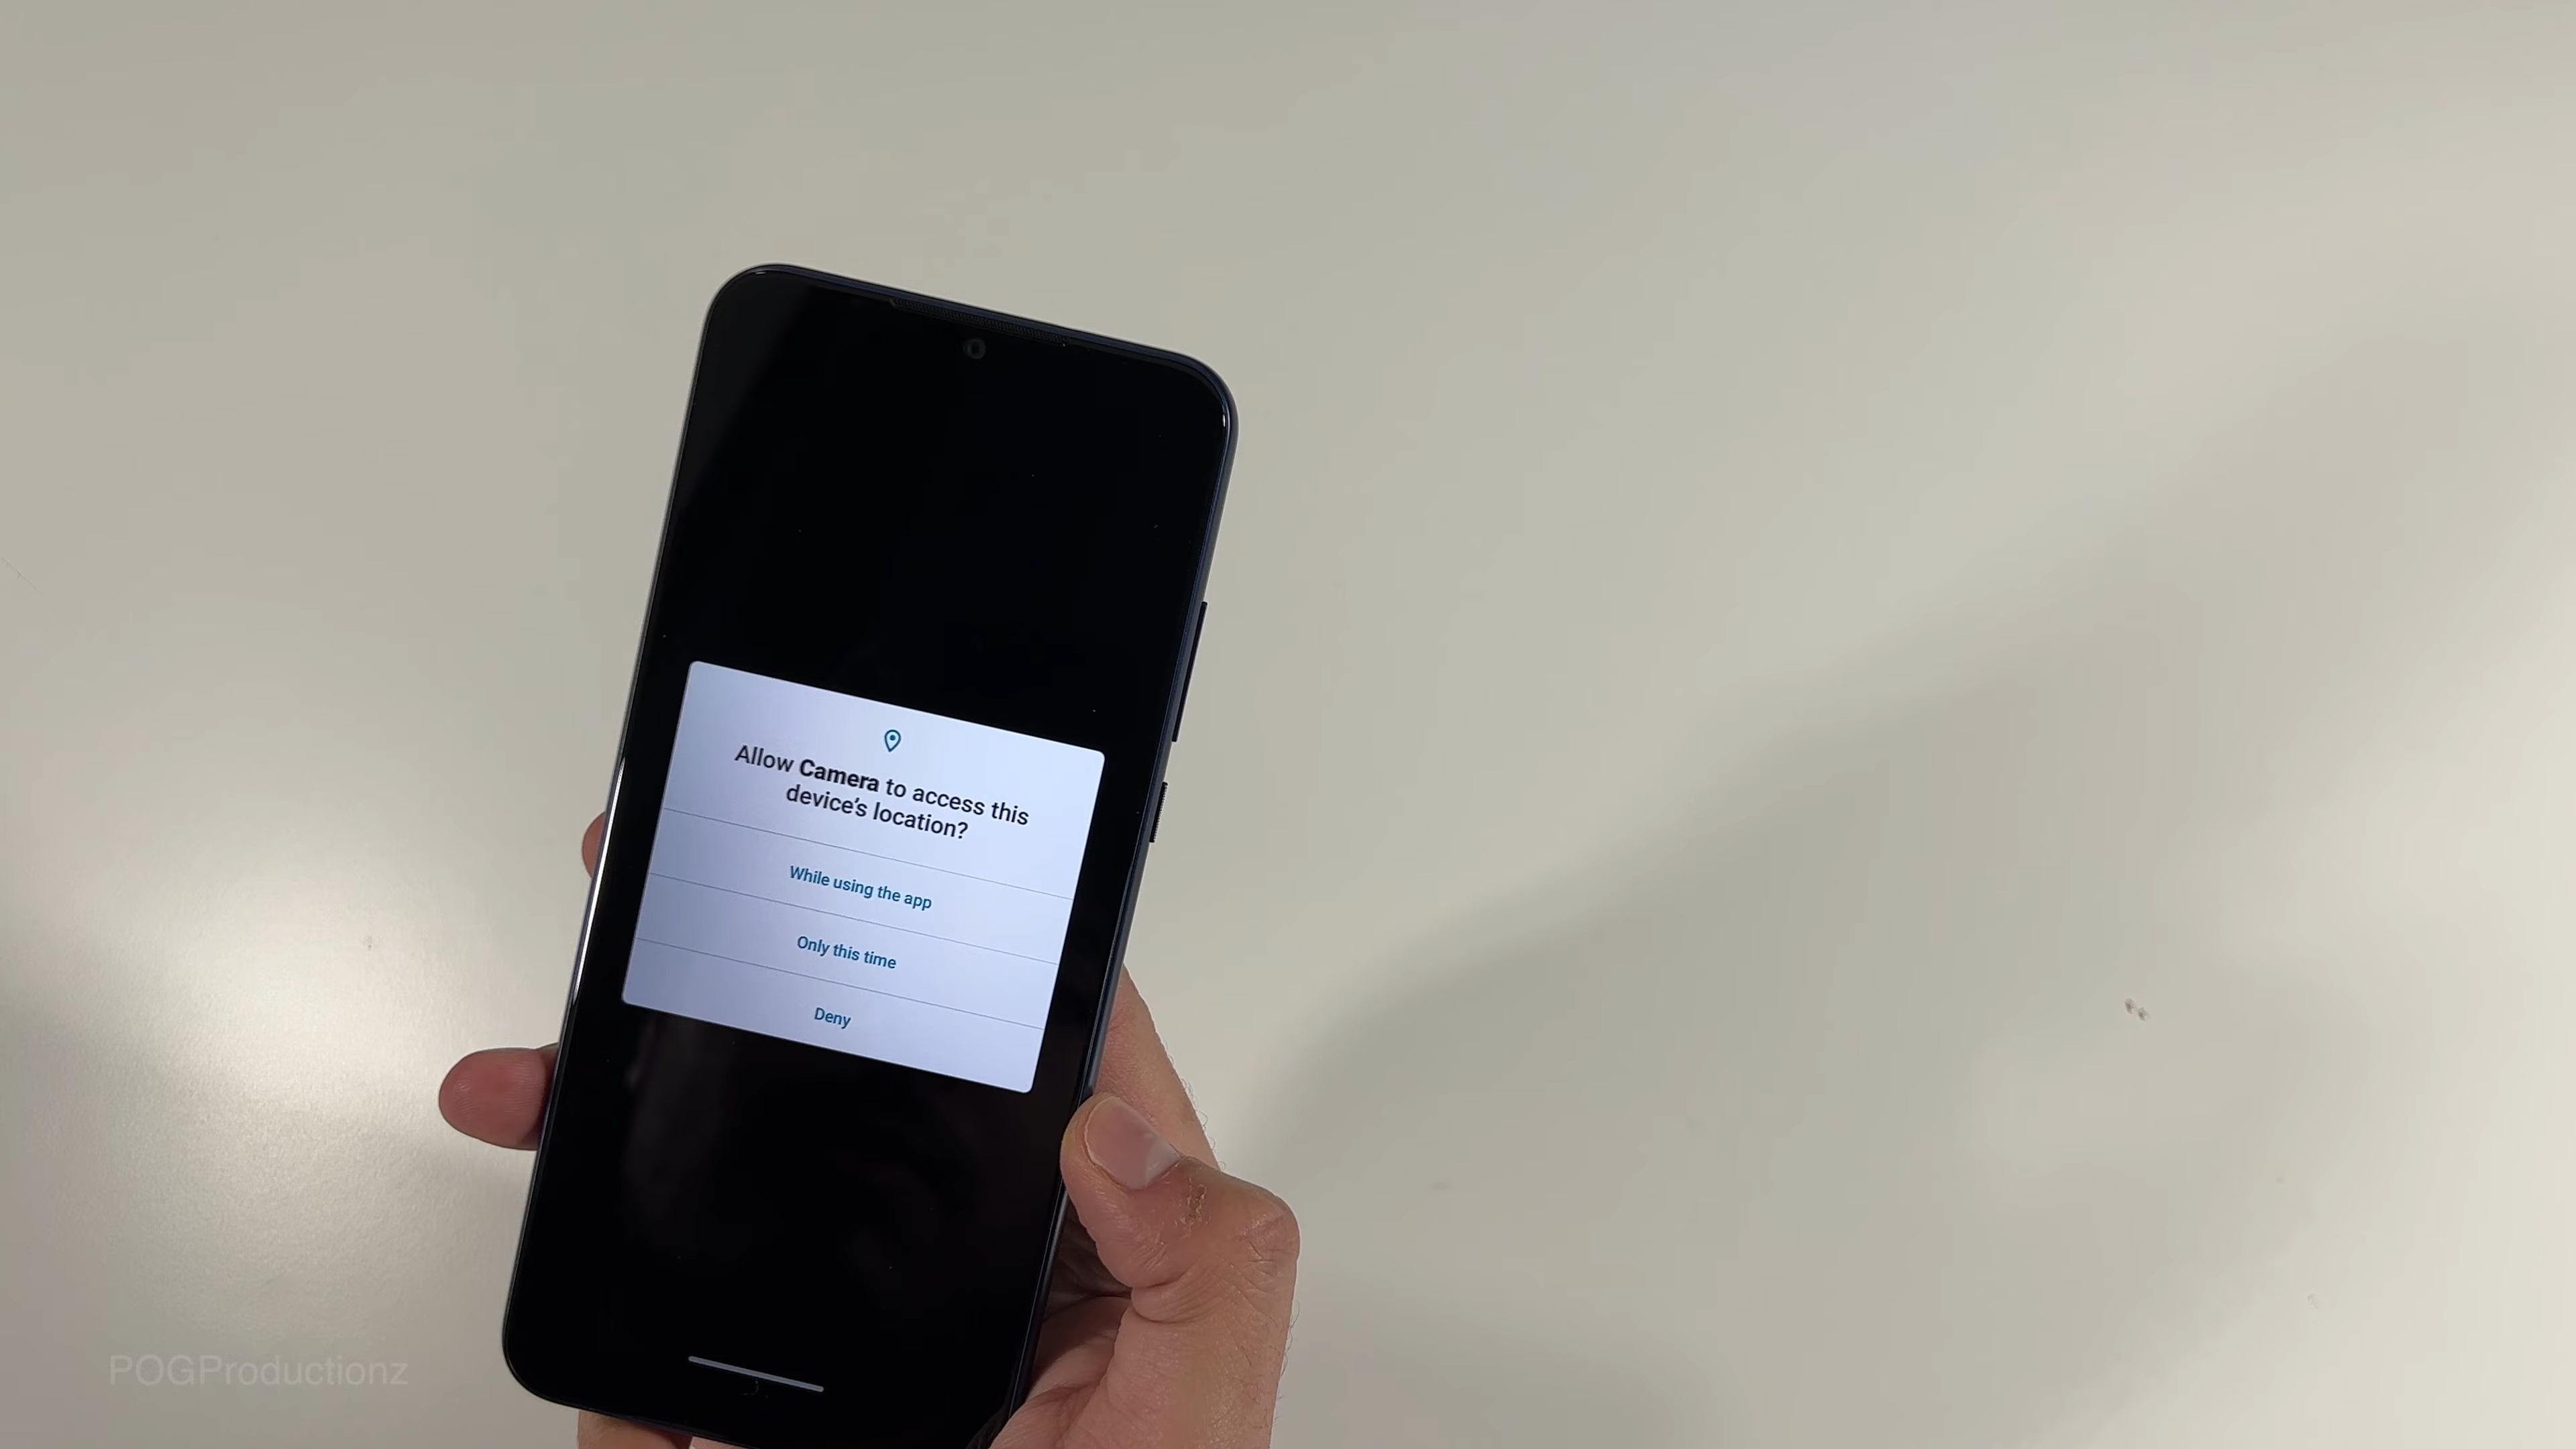 Allow Camera to access this
device's location?
While using the app
Only this time
Deny
POGProductionz